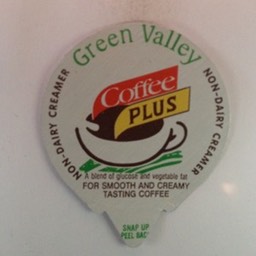 Green Valley
NON-DAIRY CREAMER
NON-DAIRY CREAMER
Coffee
PLUS
A blend of glucose and vegetable fat
FOR SMOOTH AND CREAMY
TASTING COFFEE
SNAP UP
PEEL BACK